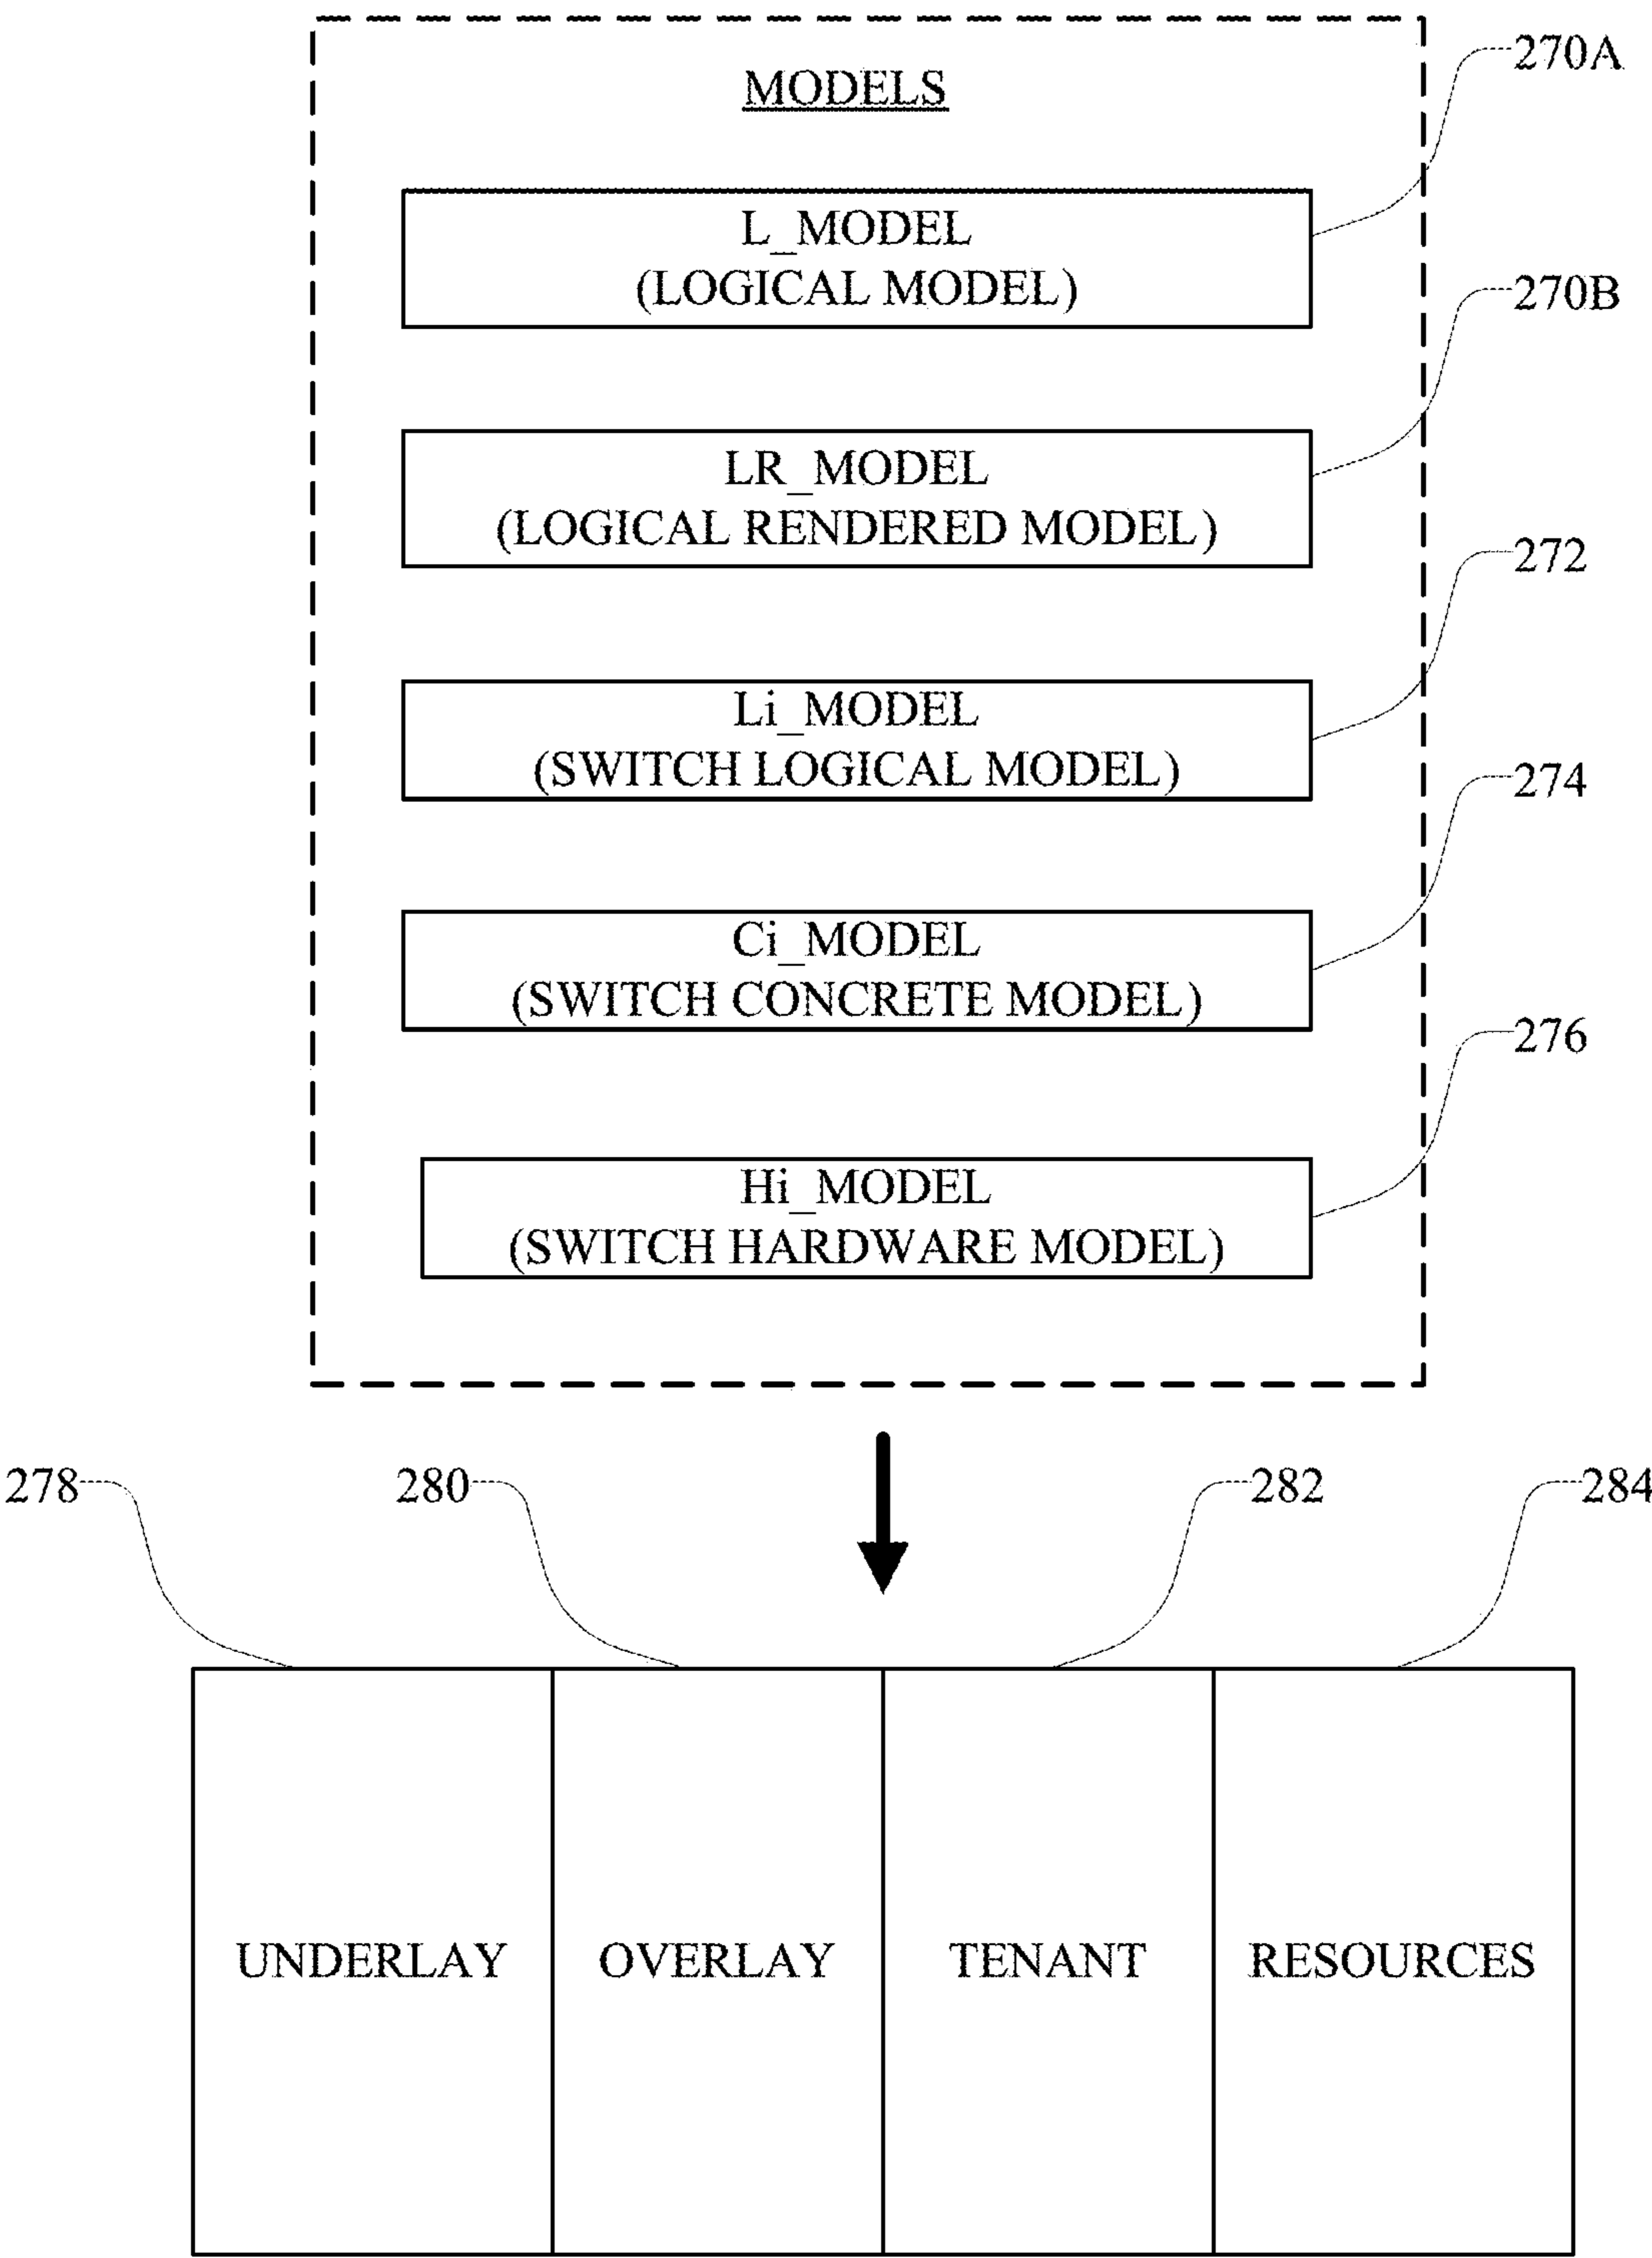 MODELS
270A
L_MODEL
(LOGICAL MODEL)
270B
LR_MODEL
(LOGICAL RENDERED MODEL)
272
Li_MODEL
(SWITCH LOGICAL MODEL)
274
Ci_MODEL
(SWITCH CONCRETE MODEL)
276
Hi_MODEL
(SWITCH HARDWARE MODEL)
278 280 282 284
UNDERLAY OVERLAY TENANT RESOURCES